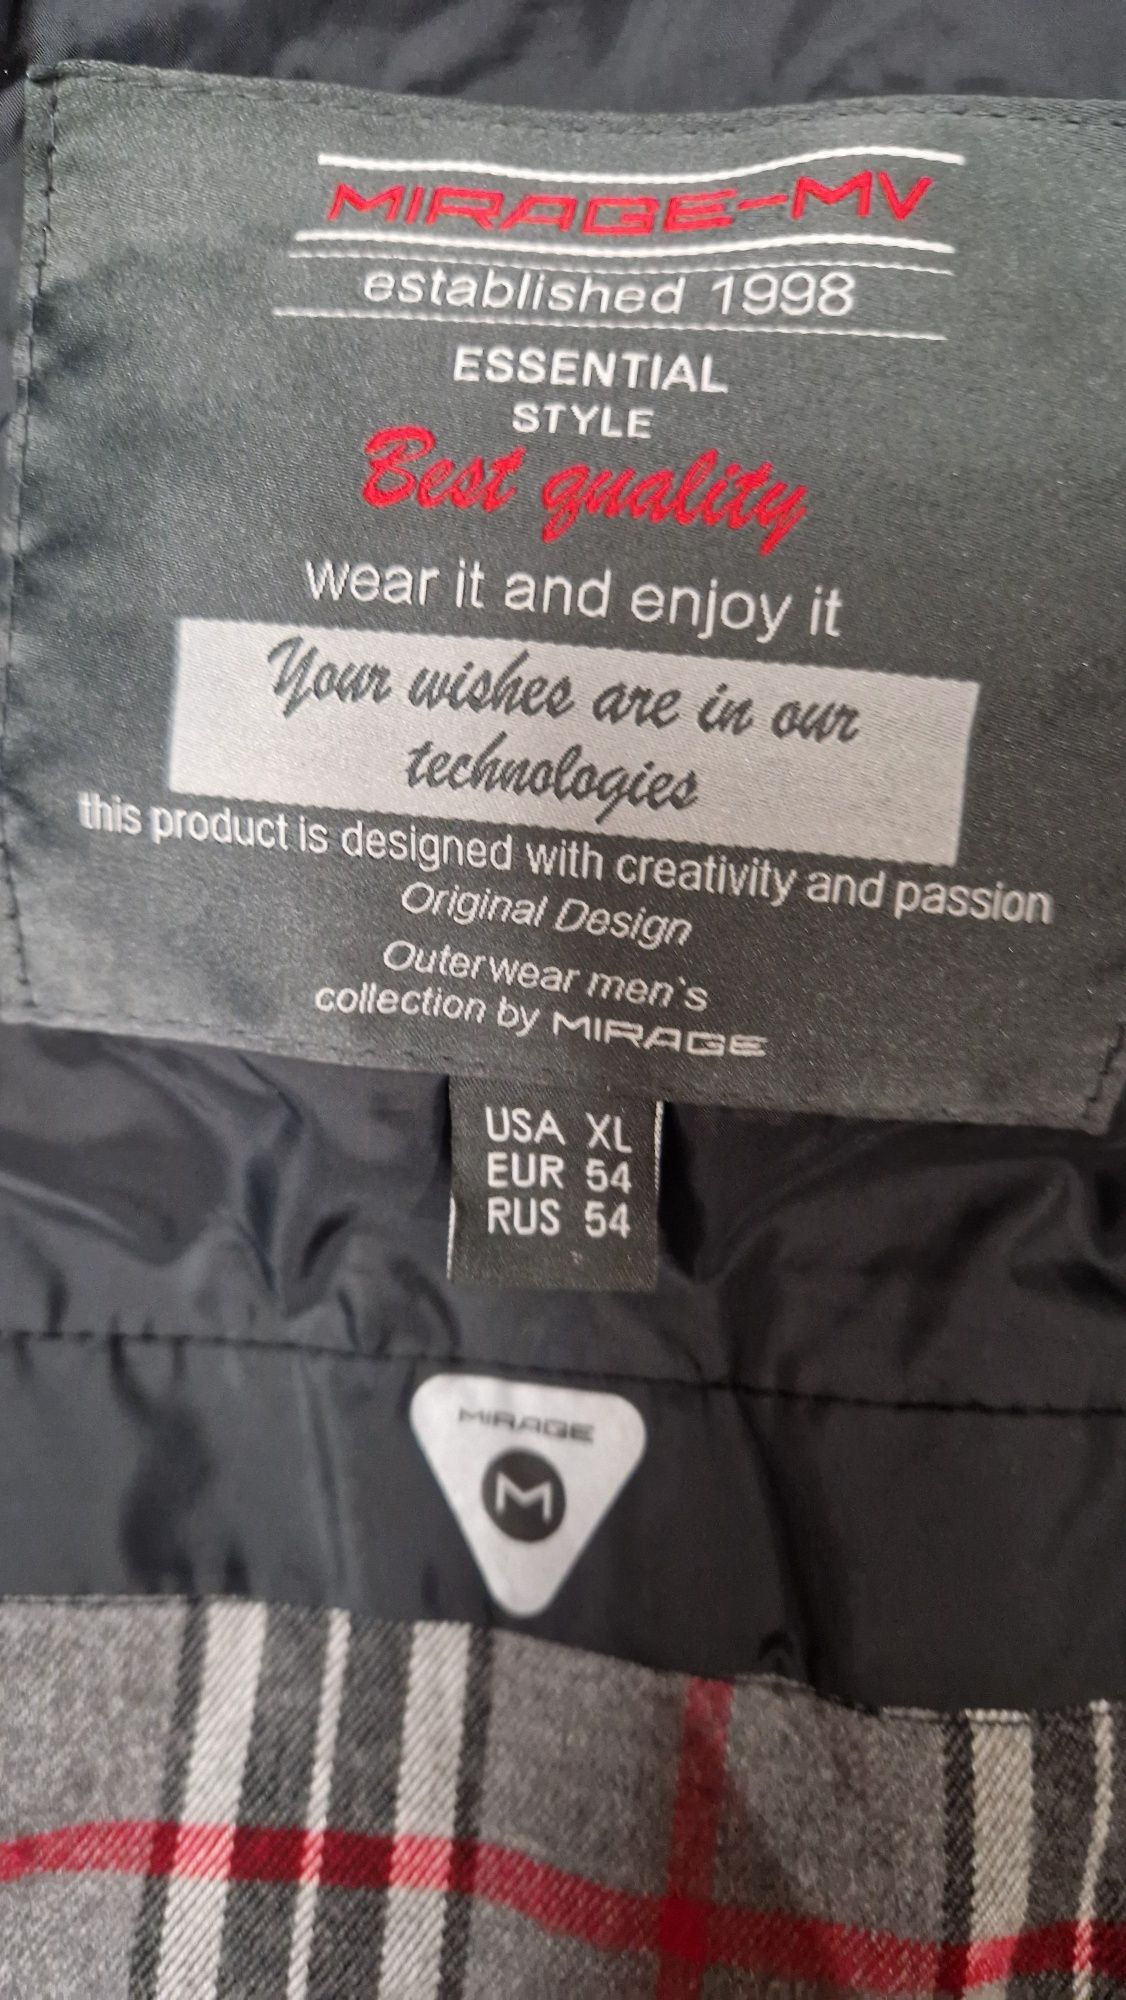 MIRAGE-MV
established 1998
ESSENTIAL
STYLE
Best quality
wear it and enjoy it
Your wishes are in our
technologies
this product is designed with creativity and passion
Original Design
Outerwear men`s
collection by MIRAGE
USA XL
EUR 54
RUS 54
MIRAGE
M